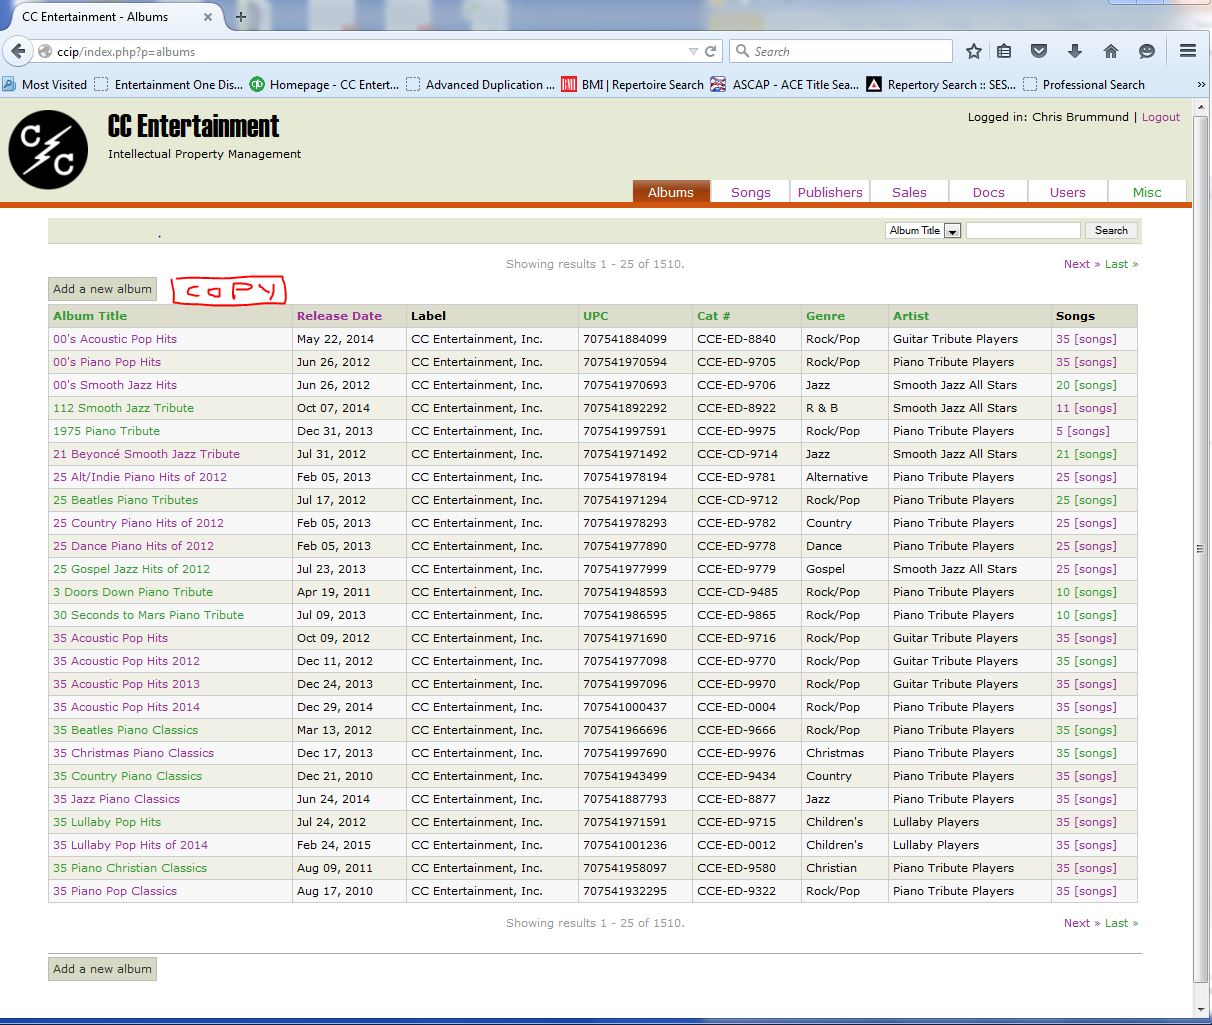 CC Entertainment - Albums
ccip/index.php?p=albums
Search
Most Visited Entertainment One Dis... Homepage - CC Entert... Advanced Duplication ... BMI | Repertoire Search ASCAP - ACE Title Sea... Repertory Search :: SES... Professional Search
CC CC Entertainment
Logged in: Chris Brummund | Logout
Intellectual Property Management
Albums Songs Publishers Sales Docs Users Misc
. Album Title Search
Showing results 1 - 25 of 1510. Next » Last »
Add a new album COPY
Album Title Release Date Label UPC Cat # Genre Artist Songs
00's Acoustic Pop Hits May 22, 2014 CC Entertainment, Inc. 707541884099 CCE-ED-8840 Rock/Pop Guitar Tribute Players 35 [songs]
00's Piano Pop Hits Jun 26, 2012 CC Entertainment, Inc. 707541970594 CCE-ED-9705 Rock/Pop Piano Tribute Players 35 [songs]
00's Smooth Jazz Hits Jun 26, 2012 CC Entertainment, Inc. 707541970693 CCE-ED-9706 Jazz Smooth Jazz All Stars 20 [songs]
112 Smooth Jazz Tribute Oct 07, 2014 CC Entertainment, Inc. 707541892292 CCE-ED-8922 R & B Smooth Jazz All Stars 11 [songs]
1975 Piano Tribute Dec 31, 2013 CC Entertainment, Inc. 707541997591 CCE-ED-9975 Rock/Pop Piano Tribute Players 5 [songs]
21 Beyoncé Smooth Jazz Tribute Jul 31, 2012 CC Entertainment, Inc. 707541971492 CCE-CD-9714 Jazz Smooth Jazz All Stars 21 [songs]
25 Alt/Indie Piano Hits of 2012 Feb 05, 2013 CC Entertainment, Inc. 707541978194 CCE-ED-9781 Alternative Piano Tribute Players 25 [songs]
25 Beatles Piano Tributes Jul 17, 2012 CC Entertainment, Inc. 707541971294 CCE-CD-9712 Rock/Pop Piano Tribute Players 25 [songs]
25 Country Piano Hits of 2012 Feb 05, 2013 CC Entertainment, Inc. 707541978293 CCE-ED-9782 Country Piano Tribute Players 25 [songs]
25 Dance Piano Hits of 2012 Feb 05, 2013 CC Entertainment, Inc. 707541977890 CCE-ED-9778 Dance Piano Tribute Players 25 [songs]
25 Gospel Jazz Hits of 2012 Jul 23, 2013 CC Entertainment, Inc. 707541977999 CCE-ED-9779 Gospel Smooth Jazz All Stars 25 [songs]
3 Doors Down Piano Tribute Apr 19, 2011 CC Entertainment, Inc. 707541948593 CCE-CD-9485 Rock/Pop Piano Tribute Players 10 [songs]
30 Seconds to Mars Piano Tribute Jul 09, 2013 CC Entertainment, Inc. 707541986595 CCE-ED-9865 Rock/Pop Piano Tribute Players 10 [songs]
35 Acoustic Pop Hits Oct 09, 2012 CC Entertainment, Inc. 707541971690 CCE-ED-9716 Rock/Pop Guitar Tribute Players 35 [songs]
35 Acoustic Pop Hits 2012 Dec 11, 2012 CC Entertainment, Inc. 707541977098 CCE-ED-9770 Rock/Pop Guitar Tribute Players 35 [songs]
35 Acoustic Pop Hits 2013 Dec 24, 2013 CC Entertainment, Inc. 707541997096 CCE-ED-9970 Rock/Pop Guitar Tribute Players 35 [songs]
35 Acoustic Pop Hits 2014 Dec 29, 2014 CC Entertainment, Inc. 707541000437 CCE-ED-0004 Rock/Pop Piano Tribute Players 35 [songs]
35 Beatles Piano Classics Mar 13, 2012 CC Entertainment, Inc. 707541966696 CCE-ED-9666 Rock/Pop Piano Tribute Players 35 [songs]
35 Christmas Piano Classics Dec 17, 2013 CC Entertainment, Inc. 707541997690 CCE-ED-9976 Christmas Piano Tribute Players 35 [songs]
35 Country Piano Classics Dec 21, 2010 CC Entertainment, Inc. 707541943499 CCE-ED-9434 Country Piano Tribute Players 35 [songs]
35 Jazz Piano Classics Jun 24, 2014 CC Entertainment, Inc. 707541887793 CCE-ED-8877 Jazz Piano Tribute Players 35 [songs]
35 Lullaby Pop Hits Jul 24, 2012 CC Entertainment, Inc. 707541971591 CCE-ED-9715 Children's Lullaby Players 35 [songs]
35 Lullaby Pop Hits of 2014 Feb 24, 2015 CC Entertainment, Inc. 707541001236 CCE-ED-0012 Children's Lullaby Players 35 [songs]
35 Piano Christian Classics Aug 09, 2011 CC Entertainment, Inc. 707541958097 CCE-ED-9580 Christian Piano Tribute Players 35 [songs]
35 Piano Pop Classics Aug 17, 2010 CC Entertainment, Inc. 707541932295 CCE-ED-9322 Rock/Pop Piano Tribute Players 35 [songs]
Showing results 1 - 25 of 1510. Next » Last »
Add a new album